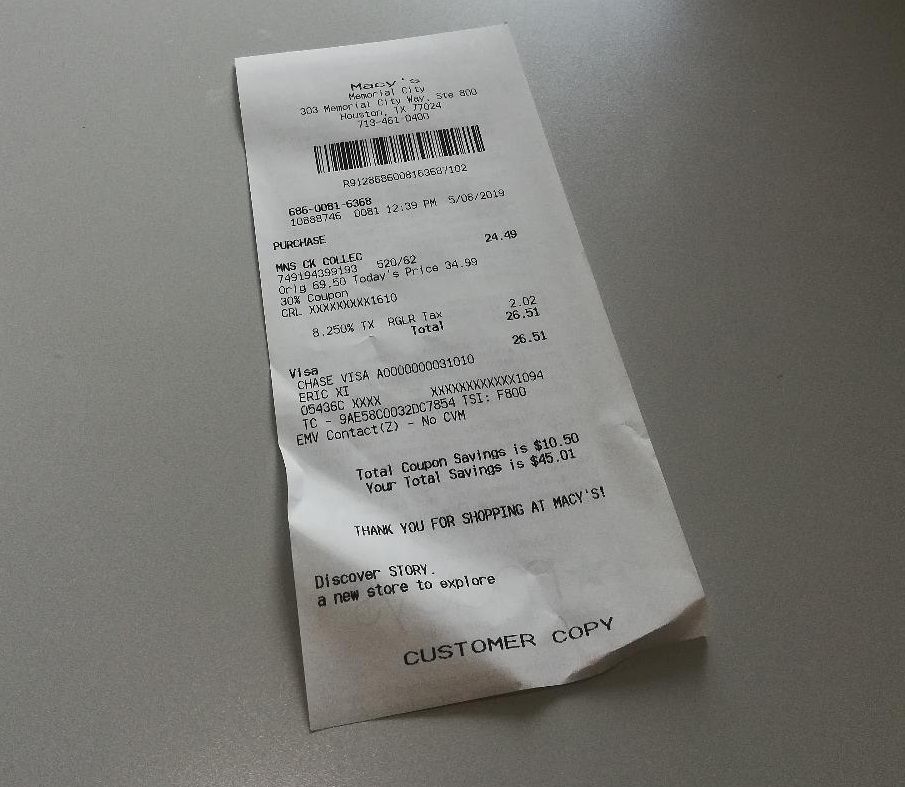 Macy's
Memorial City
303 Memorial City Way, Ste 800
Houston, TX 77024
713-461-0400
R9128686008163687102
686-0081-6368
10888746 0081 12:39 PM 5/06/2019
PURCHASE
MNS CK COLLEC 24.49
749194399193 520/62
Orig 69.50 Today's Price 34.99
30% Coupon
CRL XXXXXXXXX1610
8.250% TX RGLR Tax 2.02
Total 26.51
Visa 26.51
CHASE VISA A0000000031010
ERIC XI
05436C XXXX XXXXXXXXXXXX1094
TC - 9AE58C0032DC7854 TSI: F800
EMV Contact(Z) - No CVM
Total Coupon Savings is $10.50
Your Total Savings is $45.01
THANK YOU FOR SHOPPING AT MACY'S!
Discover STORY.
a new store to explore
CUSTOMER COPY